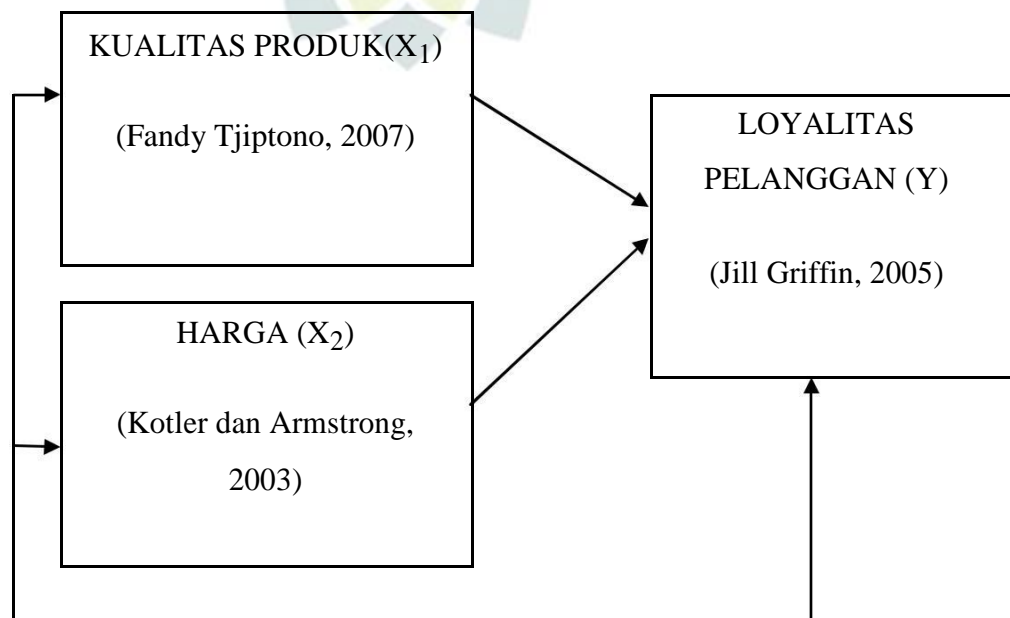 KUALITAS PRODUK(X₁)
(Fandy Tjiptono, 2007)
HARGA (X₂)
(Kotler dan Armstrong,
2003)
LOYALITAS
PELANGGAN (Y)
(Jill Griffin, 2005)